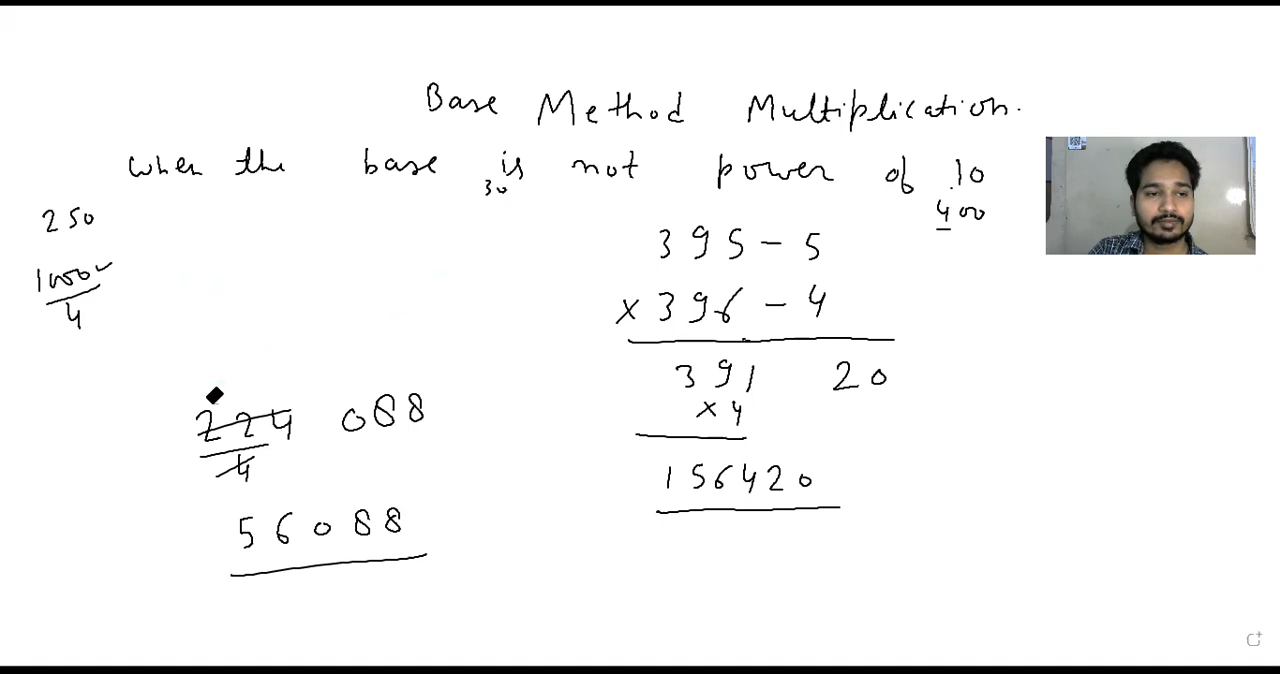 Base Method Multiplication.
when the base is not power of 10
30
400
250
1000
4
395 - 5
× 396 - 4
391 20
× 4
156420
224 088
4
56088